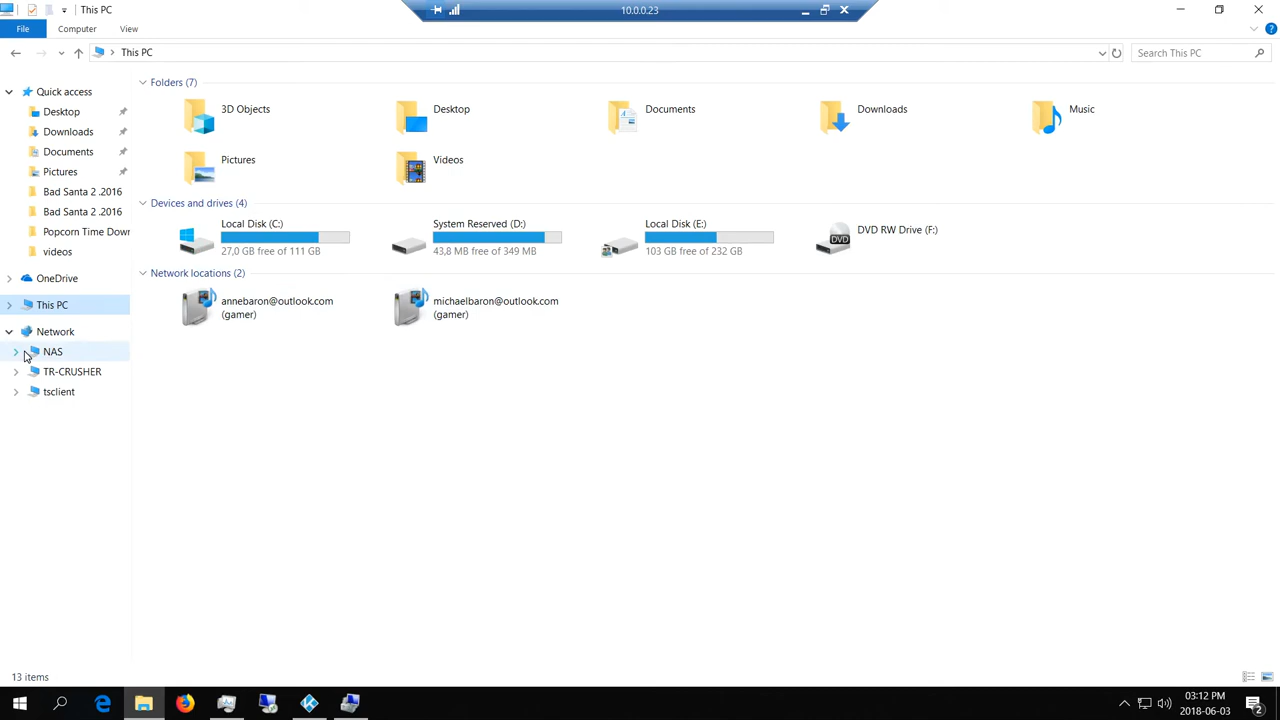 This PC
10.0.0.23
File
Computer
View
This PC
Search This PC
Quick access
Desktop
Downloads
Documents
Pictures
Bad Santa 2 .2016
Bad Santa 2 .2016
Popcorn Time Down
videos
OneDrive
This PC
Network
NAS
TR-CRUSHER
tsclient
Folders (7)
3D Objects
Desktop
Documents
Downloads
Music
Pictures
Videos
Devices and drives (4)
Local Disk (C:)
27,0 GB free of 111 GB
System Reserved (D:)
43,8 MB free of 349 MB
Local Disk (E:)
103 GB free of 232 GB
DVD
DVD RW Drive (F:)
Network locations (2)
annebaron@outlook.com
(gamer)
michaelbaron@outlook.com
(gamer)
13 items
03:12 PM
2018-06-03
2